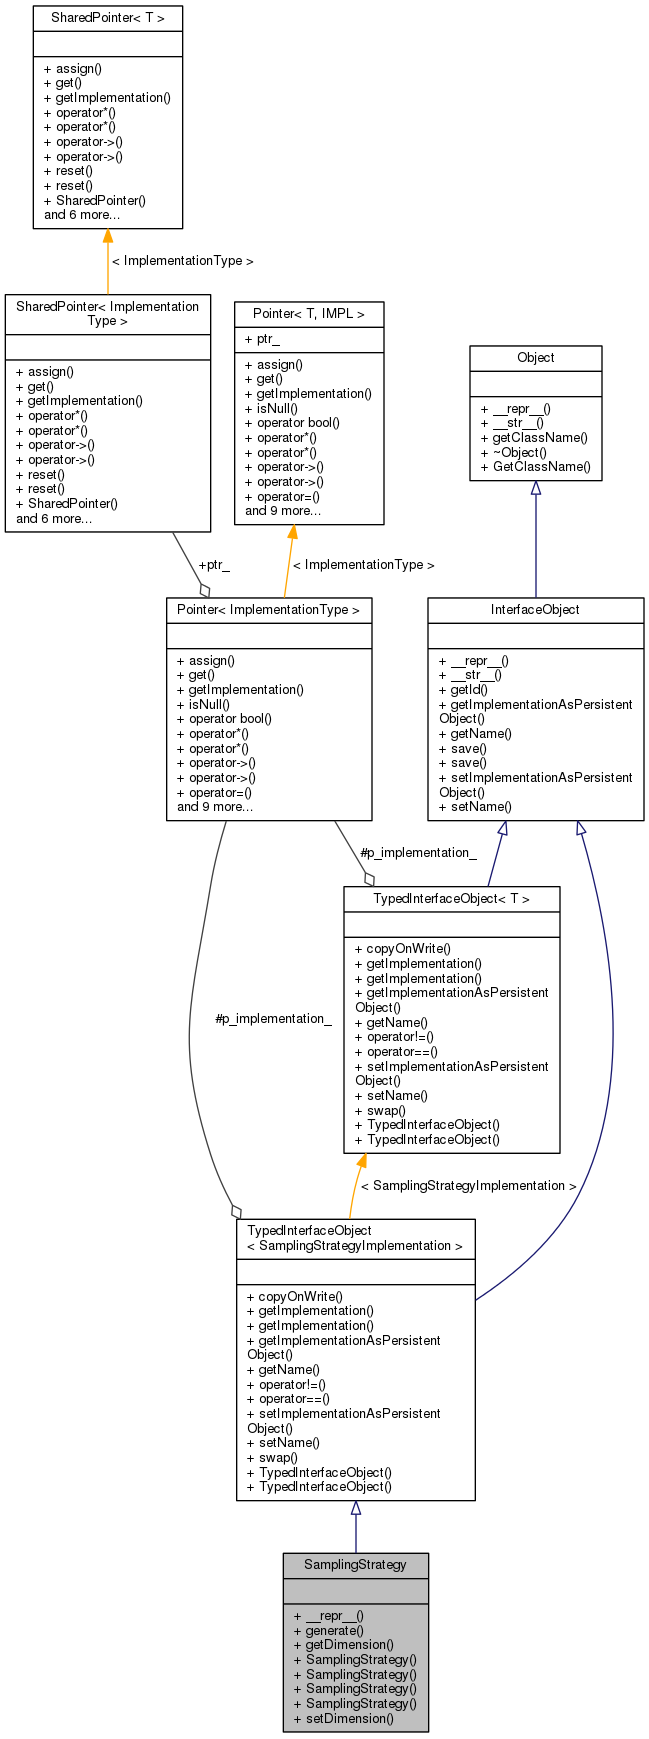 SharedPointer< T >
+ assign()
+ get()
+ getImplementation()
+ operator*()
+ operator*()
+ operator->()
+ operator->()
+ reset()
+ reset()
+ SharedPointer()
and 6 more...
< ImplementationType >
SharedPointer< Implementation
Type >
+ assign()
+ get()
+ getImplementation()
+ operator*()
+ operator*()
+ operator->()
+ operator->()
+ reset()
+ reset()
+ SharedPointer()
and 6 more...
Pointer< T, IMPL >
+ ptr_
+ assign()
+ get()
+ getImplementation()
+ isNull()
+ operator bool()
+ operator*()
+ operator*()
+ operator->()
+ operator->()
+ operator=()
and 9 more...
Object
+ __repr__()
+ __str__()
+ getClassName()
+ ~Object()
+ GetClassName()
+ptr_
< ImplementationType >
Pointer< ImplementationType >
+ assign()
+ get()
+ getImplementation()
+ isNull()
+ operator bool()
+ operator*()
+ operator*()
+ operator->()
+ operator->()
+ operator=()
and 9 more...
InterfaceObject
+ __repr__()
+ __str__()
+ getId()
+ getImplementationAsPersistent
Object()
+ getName()
+ save()
+ save()
+ setImplementationAsPersistent
Object()
+ setName()
#p_implementation_
TypedInterfaceObject< T >
+ copyOnWrite()
+ getImplementation()
+ getImplementation()
+ getImplementationAsPersistent
Object()
+ getName()
+ operator!=()
+ operator==()
+ setImplementationAsPersistent
Object()
+ setName()
+ swap()
+ TypedInterfaceObject()
+ TypedInterfaceObject()
#p_implementation_
< SamplingStrategyImplementation >
TypedInterfaceObject
< SamplingStrategyImplementation >
+ copyOnWrite()
+ getImplementation()
+ getImplementation()
+ getImplementationAsPersistent
Object()
+ getName()
+ operator!=()
+ operator==()
+ setImplementationAsPersistent
Object()
+ setName()
+ swap()
+ TypedInterfaceObject()
+ TypedInterfaceObject()
SamplingStrategy
+ __repr__()
+ generate()
+ getDimension()
+ SamplingStrategy()
+ SamplingStrategy()
+ SamplingStrategy()
+ SamplingStrategy()
+ setDimension()